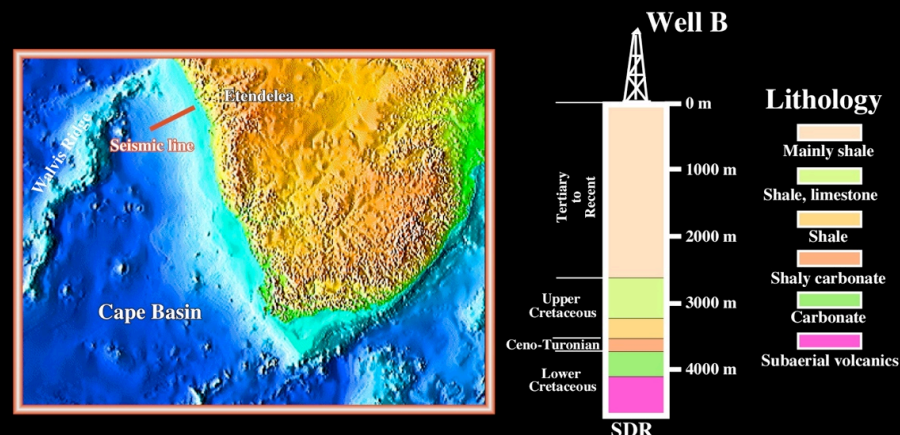 Etendelea
Walvis Ridge
Seismic line
Cape Basin
Well B
0 m
1000 m
2000 m
3000 m
4000 m
Tertiary
to
Recent
Upper
Cretaceous
Ceno-Turonian
Lower
Cretaceous
SDR
Lithology
Mainly shale
Shale, limestone
Shale
Shaly carbonate
Carbonate
Subaerial volcanics